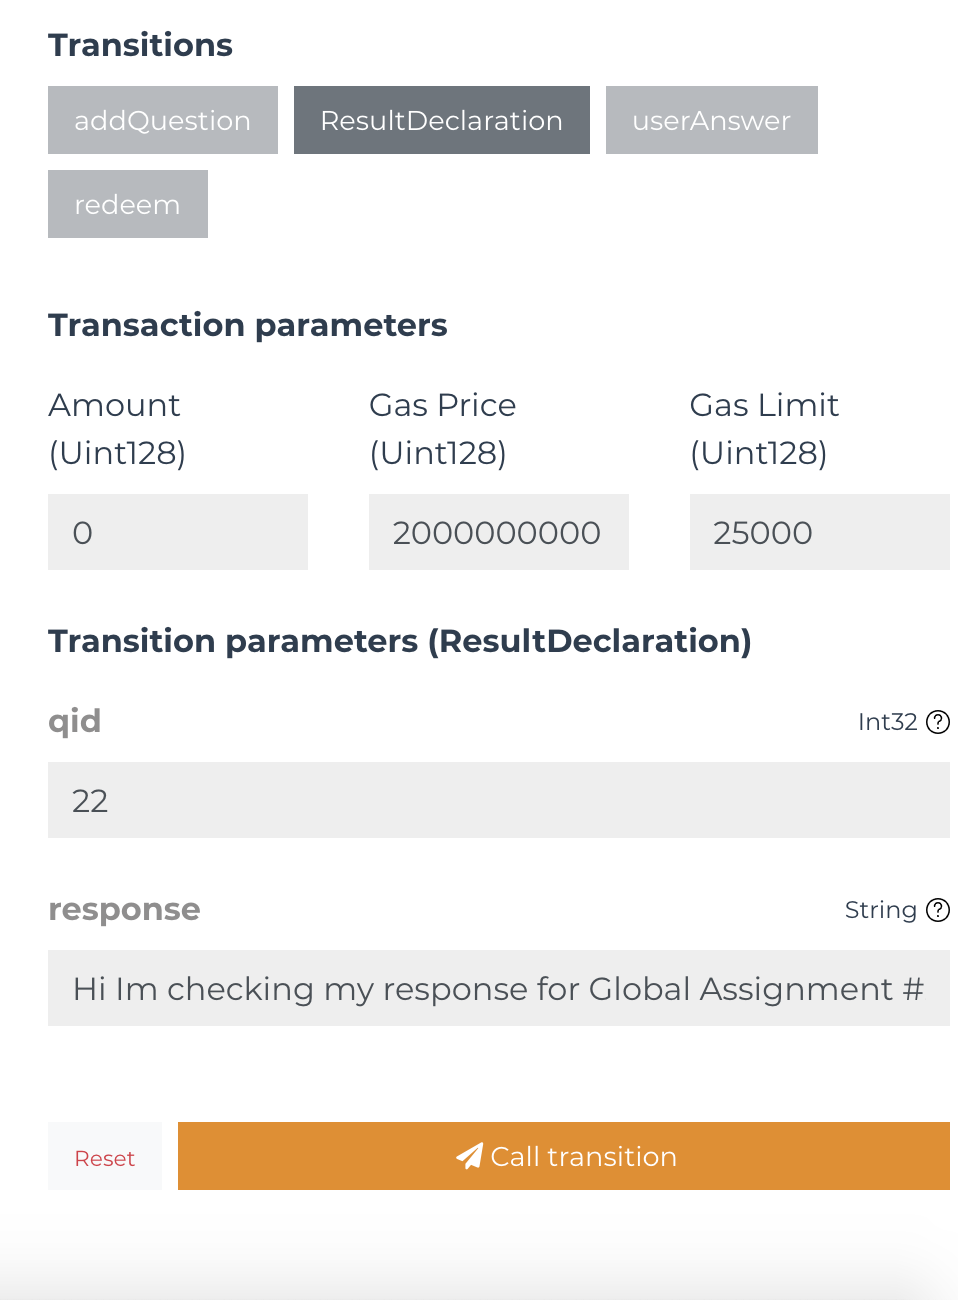 Transitions
addQuestion ResultDeclaration userAnswer
redeem
Transaction parameters
Amount Gas Price Gas Limit
(Uint128) (Uint128) (Uint128)
0 2000000000 25000
Transition parameters (ResultDeclaration)
qid Int32 ?
22
response String ?
Hi Im checking my response for Global Assignment #
Reset Call transition